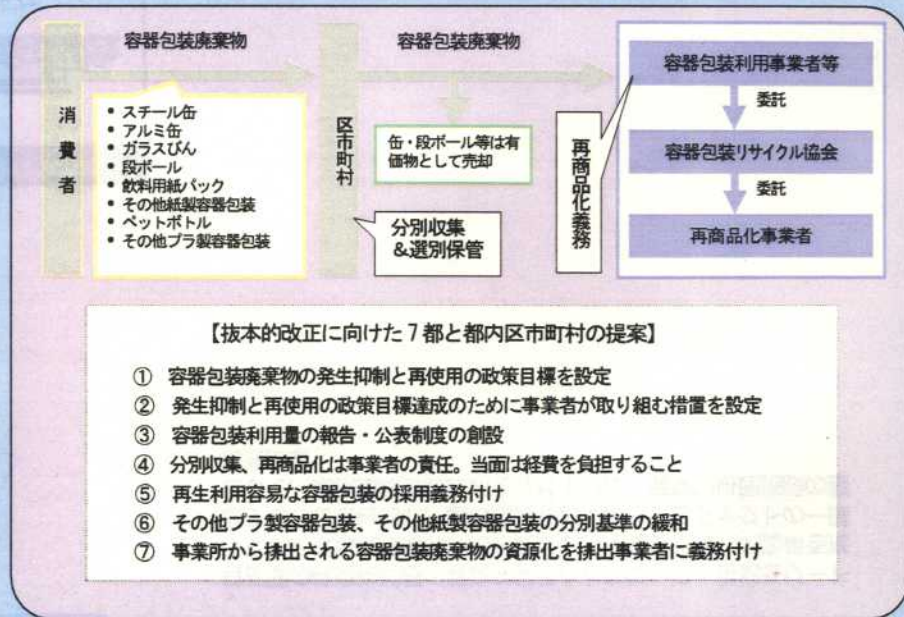 容器包装廃棄物
容器包装廃棄物
消費者
• スチール缶
• アルミ缶
• ガラスびん
• 段ボール
• 飲料用紙パック
• その他紙製容器包装
• ペットボトル
• その他プラ製容器包装
区市町村
缶・段ボール等は有
価物として売却
分別収集
&選別保管
再商品化義務
容器包装利用事業者等
委託
容器包装リサイクル協会
委託
再商品化事業者
【抜本的改正に向けた7都と都内区市町村の提案】
① 容器包装廃棄物の発生抑制と再使用の政策目標を設定
② 発生抑制と再使用の政策目標達成のために事業者が取り組む措置を設定
③ 容器包装利用量の報告・公表制度の創設
④ 分別収集、再商品化は事業者の責任。当面は経費を負担すること
⑤ 再生利用容易な容器包装の採用義務付け
⑥ その他プラ製容器包装、その他紙製容器包装の分別基準の緩和
⑦ 事業所から排出される容器包装廃棄物の資源化を排出事業者に義務付け